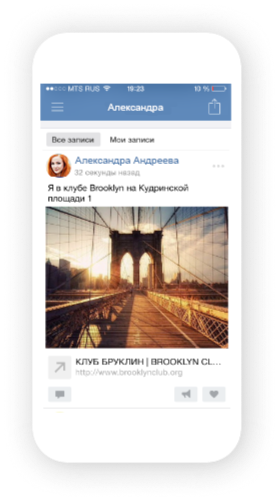 MTS RUS 19:23 10 %
Александра
Все записи Мои записи
Александра Андреева
32 секунды назад
Я в клубе Brooklyn на Кудринской
площади 1
КЛУБ БРУКЛИН | BROOKLYN CL...
http://www.brooklynclub.org